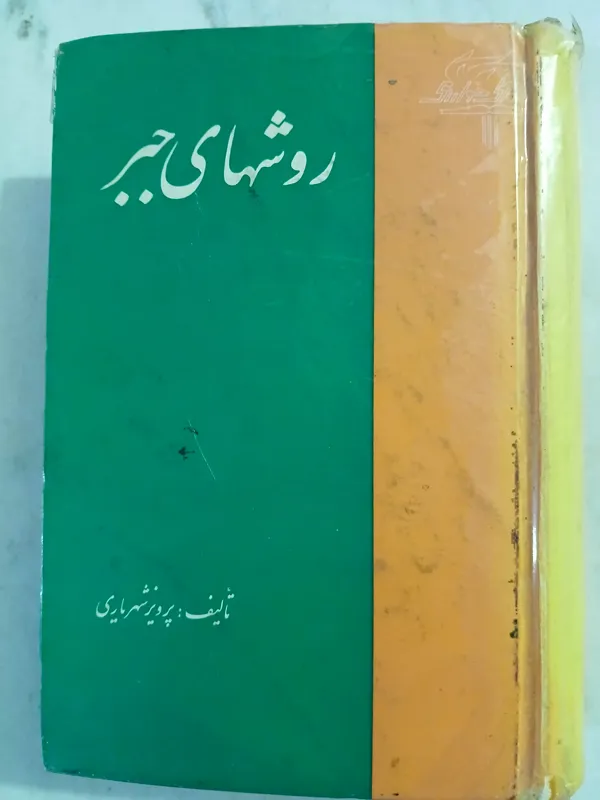 روشهای جبر
تألیف: پرویز شهریاری